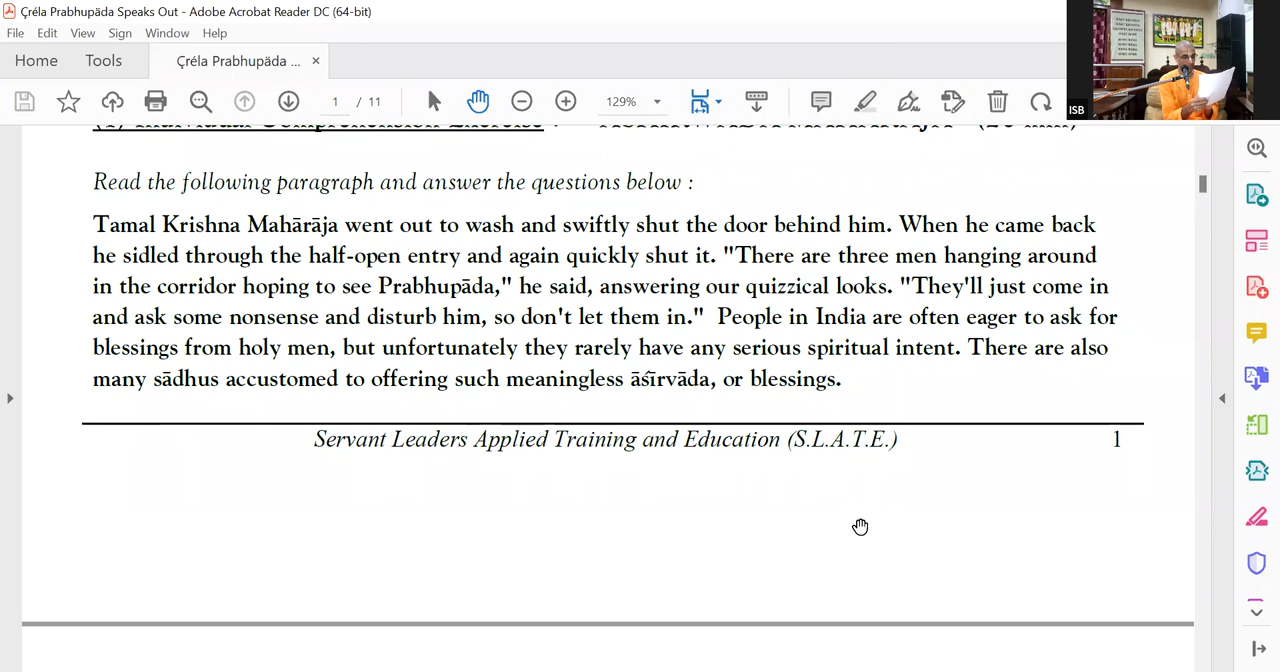 Çréla Prabhupäda Speaks Out - Adobe Acrobat Reader DC (64-bit)
File Edit View Sign Window Help
Home Tools Çréla Prabhupäda ... ×
1 / 11 129%
ISB
Read the following paragraph and answer the questions below :
Tamal Krishna Mahārāja went out to wash and swiftly shut the door behind him. When he came back
he sidled through the half-open entry and again quickly shut it. "There are three men hanging around
in the corridor hoping to see Prabhupāda," he said, answering our quizzical looks. "They'll just come in
and ask some nonsense and disturb him, so don't let them in." People in India are often eager to ask for
blessings from holy men, but unfortunately they rarely have any serious spiritual intent. There are also
many sādhus accustomed to offering such meaningless āśīrvāda, or blessings.
Servant Leaders Applied Training and Education (S.L.A.T.E.) 1